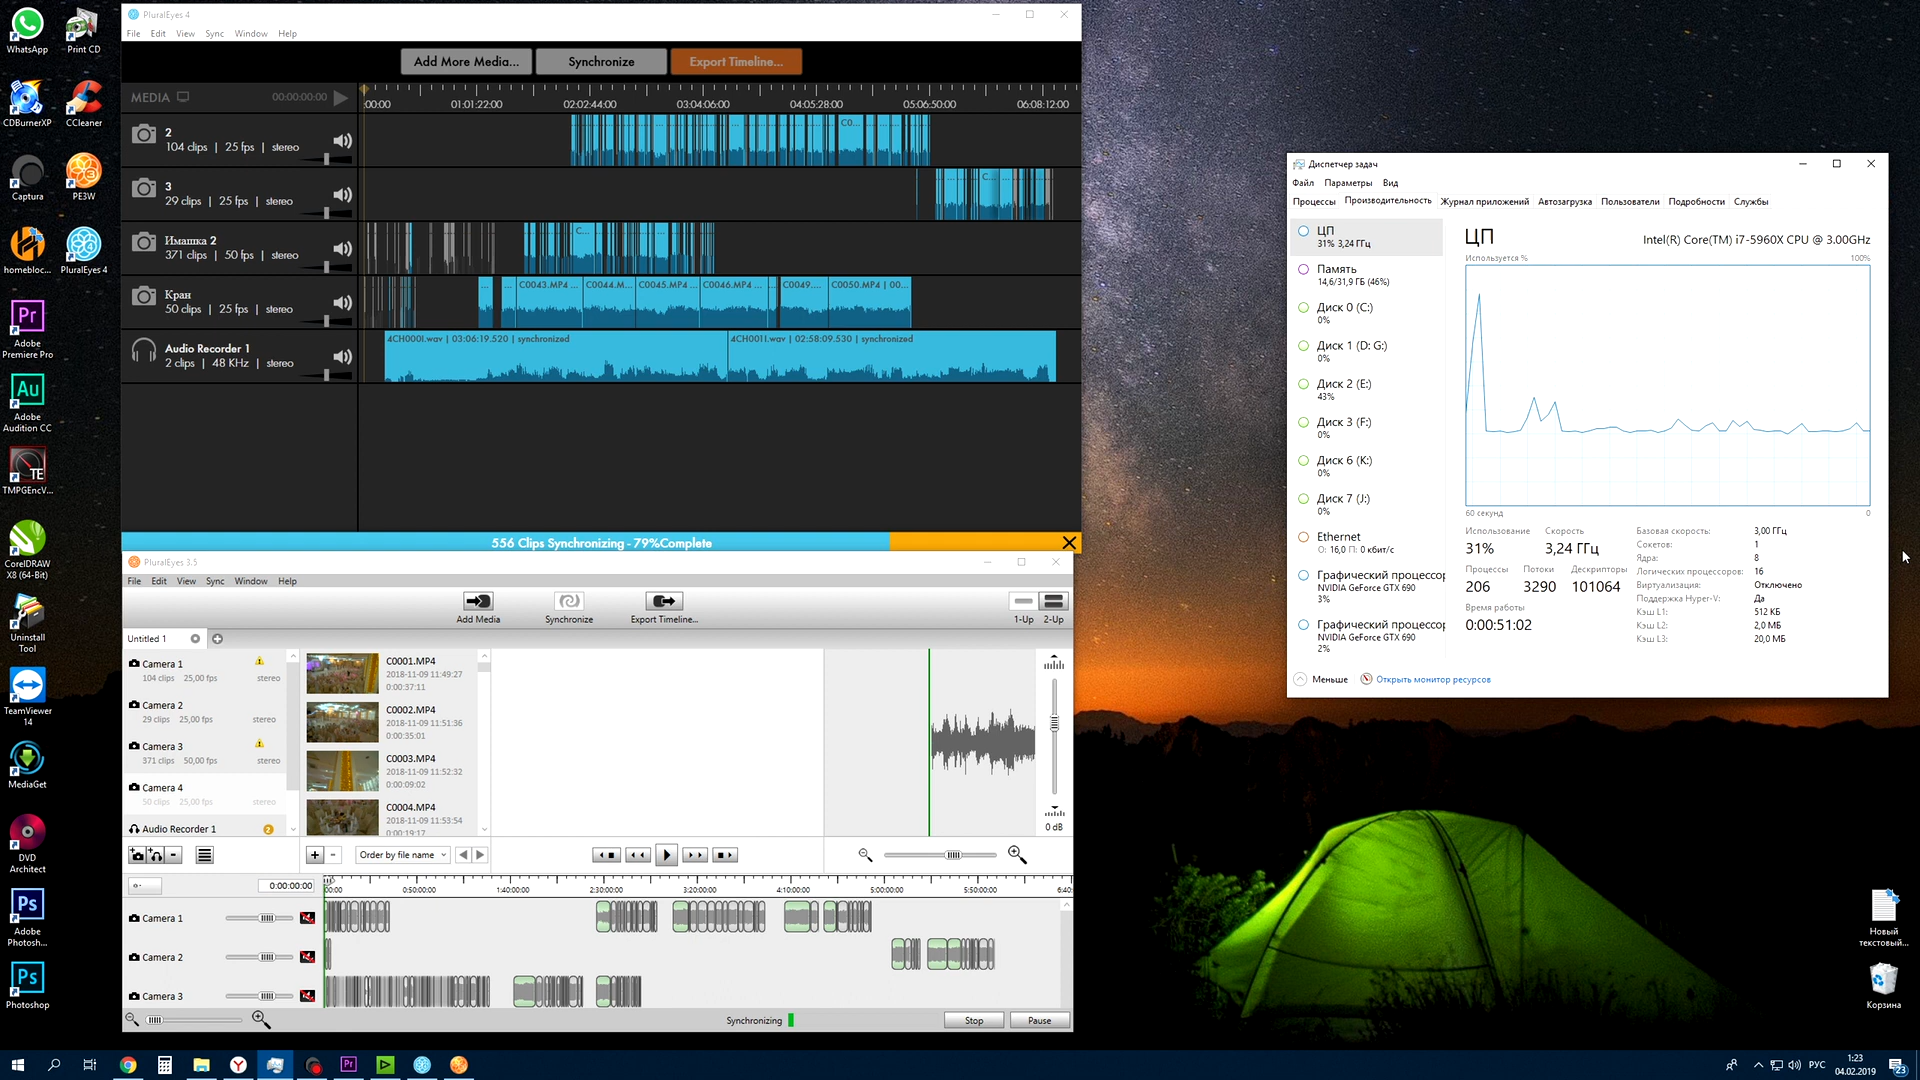 WhatsApp
Print CD
CDBurnerXP
CCleaner
Captura
PE3W
homebloc...
PluralEyes 4
Adobe
Premiere Pro
Adobe
Audition CC
TMPGEncV...
CorelDRAW
X8 (64-Bit)
Uninstall
Tool
TeamViewer
14
MediaGet
DVD
Architect
Adobe
Photosh...
Photoshop
PluralEyes 4
File Edit View Sync Window Help
Add More Media... Synchronize Export Timeline...
MEDIA 00:00:00:00
:00:00 01:01:22:00 02:02:44:00 03:04:06:00 04:05:28:00 05:06:50:00 06:08:12:00
2
104 clips | 25 fps | stereo
C0...
3
29 clips | 25 fps | stereo
C...
Имашка 2
371 clips | 50 fps | stereo
C...
Кран
50 clips | 25 fps | stereo
... ... C0043.MP4 ... C0044.M... C0045.MP4 ... C0046.MP4 ... ... C0049.... C0050.MP4 | 00...
Audio Recorder 1
2 clips | 48 KHz | stereo
4CH000I.wav | 03:06:19.520 | synchronized
4CH001I.wav | 02:58:09.530 | synchronized
556 Clips Synchronizing - 79%Complete
PluralEyes 3.5
File Edit View Sync Window Help
Add Media Synchronize Export Timeline... 1-Up 2-Up
Untitled 1
Camera 1
104 clips 25,00 fps stereo
Camera 2
29 clips 25,00 fps stereo
Camera 3
371 clips 50,00 fps stereo
Camera 4
50 clips 25,00 fps stereo
Audio Recorder 1 2
C0001.MP4
2018-11-09 11:49:27
0:00:37:11
C0002.MP4
2018-11-09 11:51:36
0:00:35:01
C0003.MP4
2018-11-09 11:52:32
0:00:09:02
C0004.MP4
2018-11-09 11:53:54
0:00:19:17
0 dB
Order by file name
0:00:00:00
00:00 0:50:00:00 1:40:00:00 2:30:00:00 3:20:00:00 4:10:00:00 5:00:00:00 5:50:00:00 6:40:
Camera 1
Camera 2
Camera 3
Synchronizing Stop Pause
Диспетчер задач
Файл Параметры Вид
Процессы Производительность Журнал приложений Автозагрузка Пользователи Подробности Службы
ЦП
31% 3,24 ГГц
Память
14,6/31,9 ГБ (46%)
Диск 0 (C:)
0%
Диск 1 (D: G:)
0%
Диск 2 (E:)
43%
Диск 3 (F:)
0%
Диск 6 (K:)
0%
Диск 7 (J:)
0%
Ethernet
О: 16,0 П: 0 кбит/с
Графический процессор
NVIDIA GeForce GTX 690
3%
Графический процессор
NVIDIA GeForce GTX 690
2%
ЦП Intel(R) Core(TM) i7-5960X CPU @ 3.00GHz
Используется % 100%
60 секунд 0
Использование Скорость
31% 3,24 ГГц
Процессы Потоки Дескрипторы
206 3290 101064
Время работы
0:00:51:02
Базовая скорость: 3,00 ГГц
Сокетов: 1
Ядра: 8
Логических процессоров: 16
Виртуализация: Отключено
Поддержка Hyper-V: Да
Кэш L1: 512 КБ
Кэш L2: 2,0 МБ
Кэш L3: 20,0 МБ
Меньше Открыть монитор ресурсов
Новый
текстовый...
Корзина
РУС
1:23
04.02.2019
23